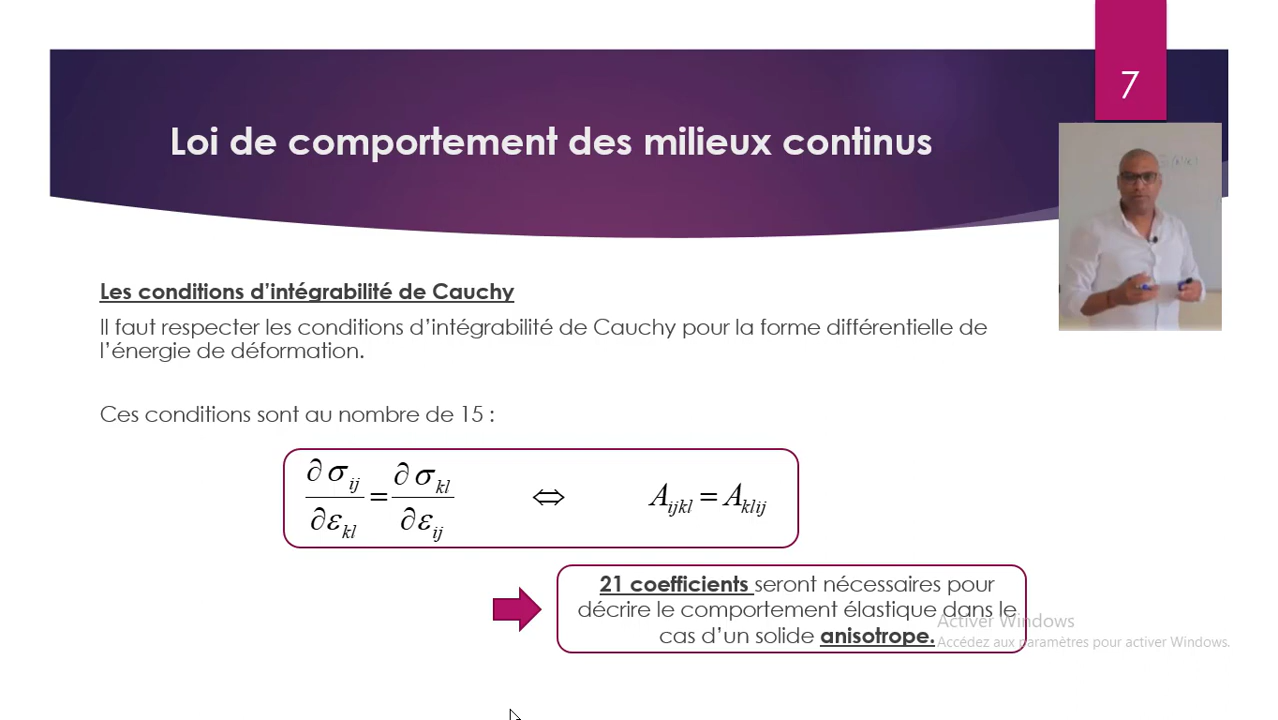 7
Loi de comportement des milieux continus
Les conditions d’intégrabilité de Cauchy
Il faut respecter les conditions d’intégrabilité de Cauchy pour la forme différentielle de
l’énergie de déformation.
Ces conditions sont au nombre de 15 :
∂σij/∂εkl = ∂σkl/∂εij ⇔ Aijkl = Aklij
21 coefficients seront nécessaires pour
décrire le comportement élastique dans le
cas d’un solide anisotrope.
Activer Windows
Accédez aux paramètres pour activer Windows.